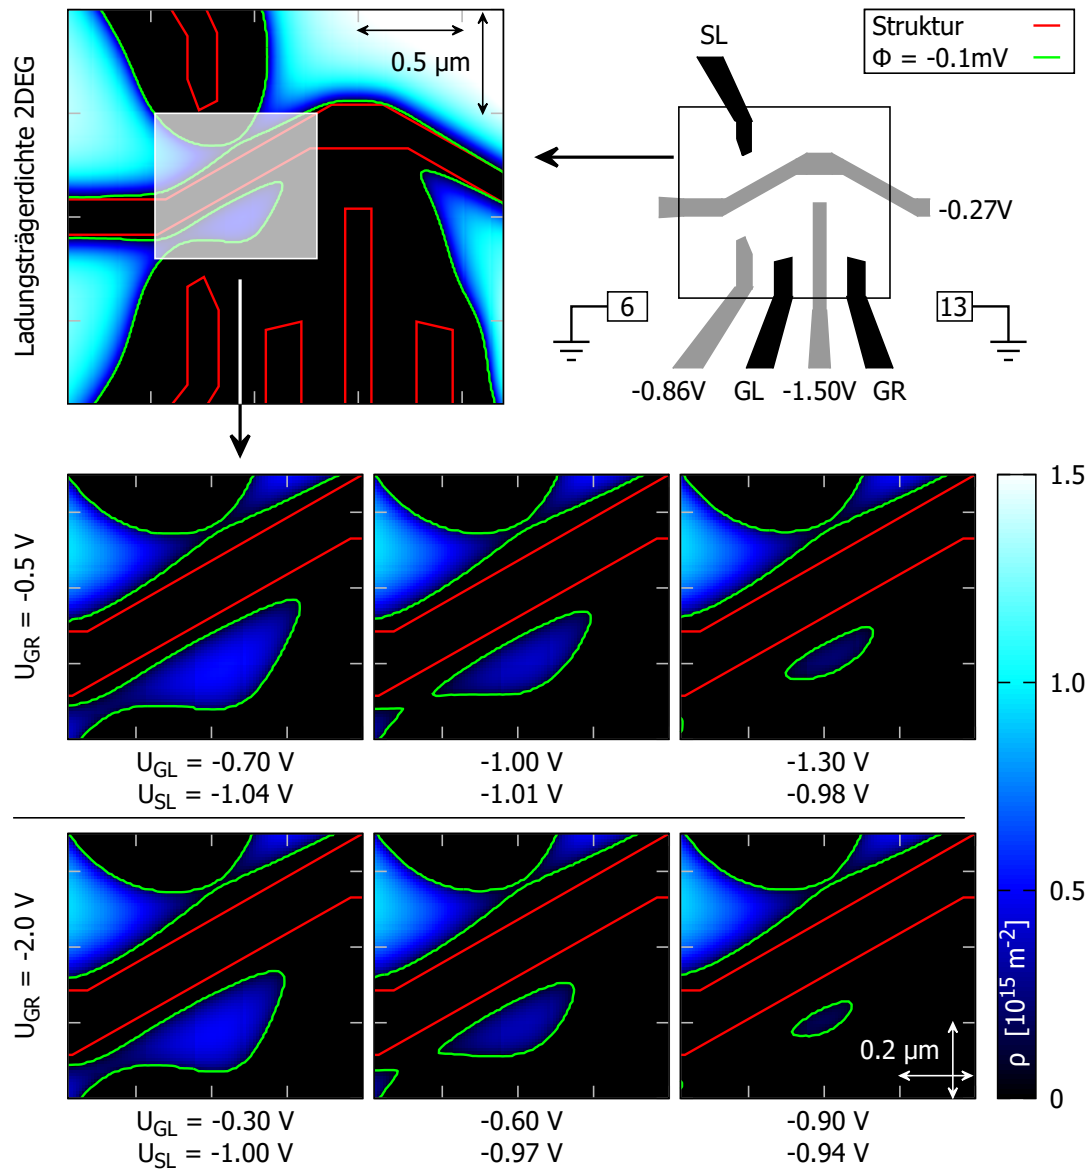 Ladungsträgerdichte 2DEG
0.5 µm
SL
Struktur
Φ = -0.1mV
-0.27V
6
13
-0.86V GL -1.50V GR
U_GR = -0.5 V
U_GL = -0.70 V -1.00 V -1.30 V
U_SL = -1.04 V -1.01 V -0.98 V
U_GR = -2.0 V
0.2 µm
U_GL = -0.30 V -0.60 V -0.90 V
U_SL = -1.00 V -0.97 V -0.94 V
1.5
1.0
0.5
0
ρ [10¹⁵ m⁻²]